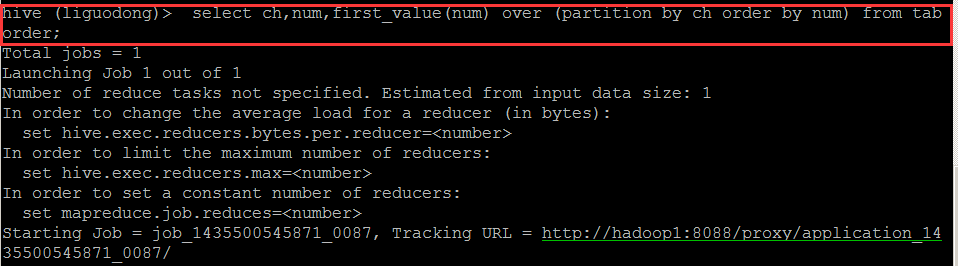 hive (liguodong)>  select ch,num,first_value(num) over (partition by ch order by num) from tab
order;
Total jobs = 1
Launching Job 1 out of 1
Number of reduce tasks not specified. Estimated from input data size: 1
In order to change the average load for a reducer (in bytes):
  set hive.exec.reducers.bytes.per.reducer=<number>
In order to limit the maximum number of reducers:
  set hive.exec.reducers.max=<number>
In order to set a constant number of reducers:
  set mapreduce.job.reduces=<number>
Starting Job = job_1435500545871_0087, Tracking URL = http://hadoop1:8088/proxy/application_14
35500545871_0087/